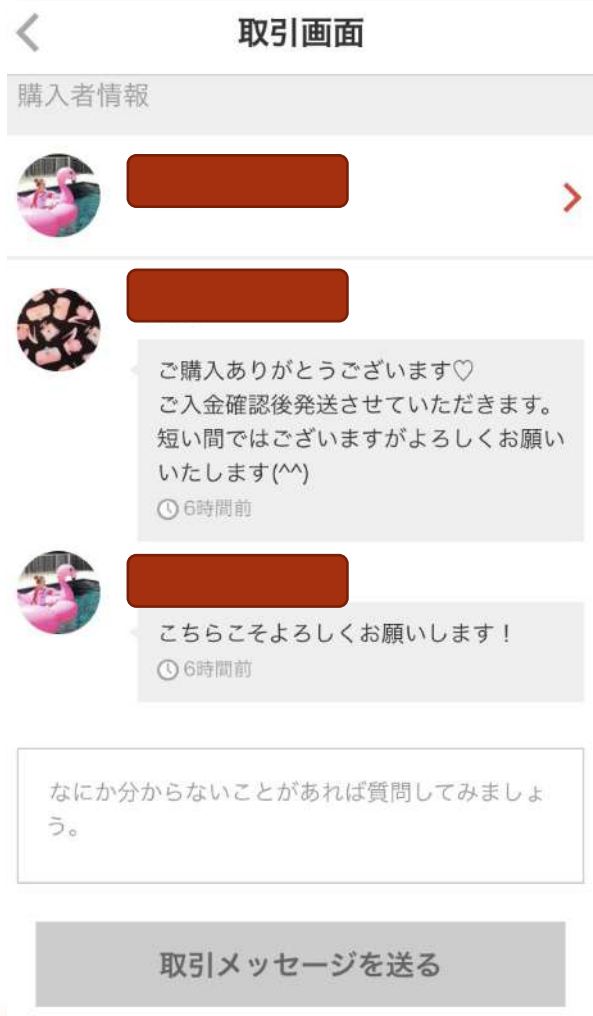 取引画面
購入者情報
ご購入ありがとうございます♡
ご入金確認後発送させていただきます。
短い間ではございますがよろしくお願い
いたします(^^)
6時間前
こちらこそよろしくお願いします！
6時間前
なにか分からないことがあれば質問してみましょ
う。
取引メッセージを送る